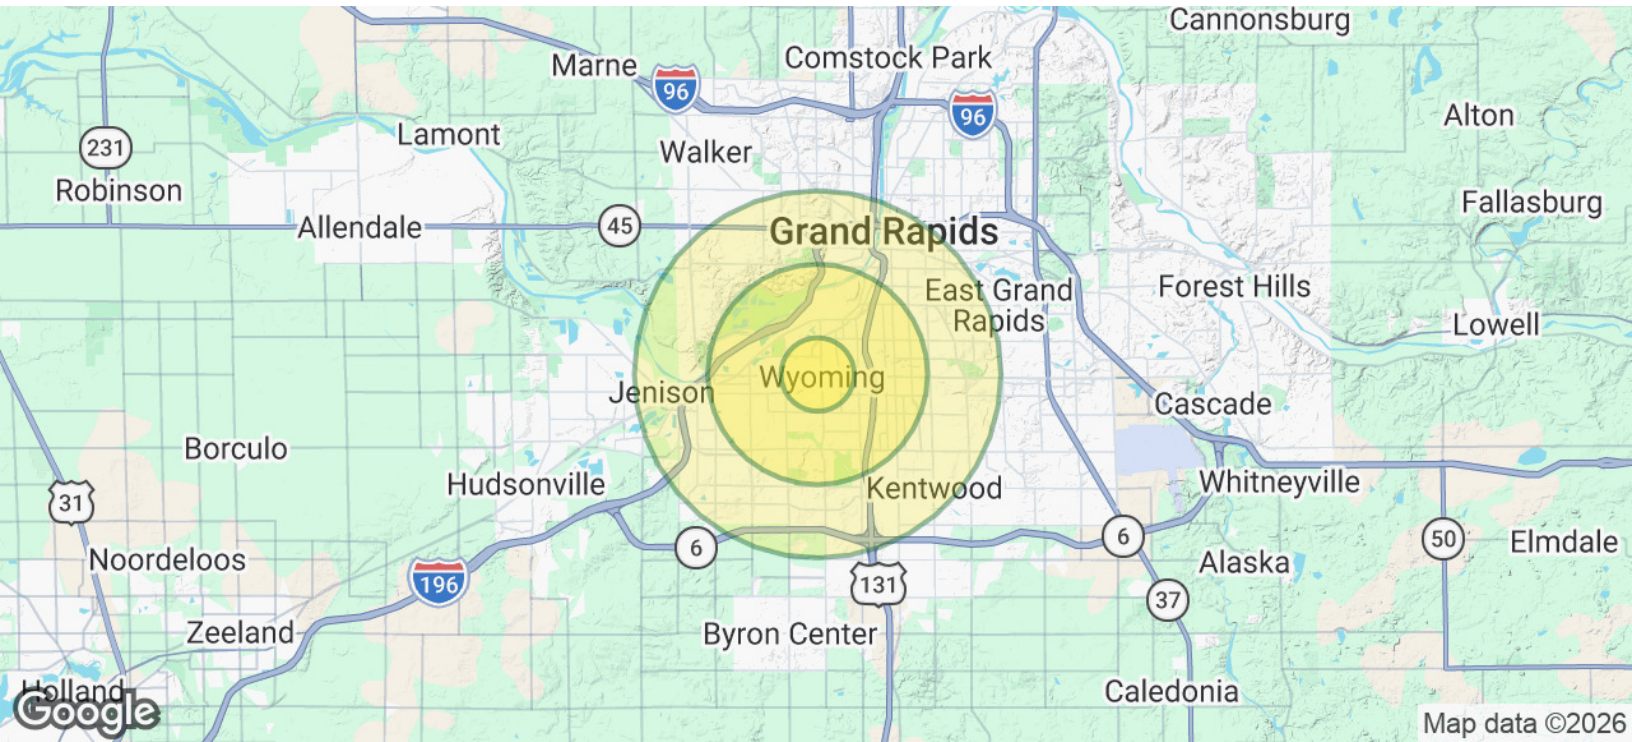 Cannonsburg
Comstock Park
Marne
96
96
Alton
Lamont
231
Walker
Robinson
Fallasburg
Allendale
45
Grand Rapids
East Grand
Rapids
Forest Hills
Lowell
Wyoming
Jenison
Cascade
Borculo
Hudsonville
Kentwood
Whitneyville
31
6
6
50
Elmdale
Noordeloos
Alaska
196
131
37
Zeeland
Byron Center
Holland
Caledonia
Google
Map data ©2026